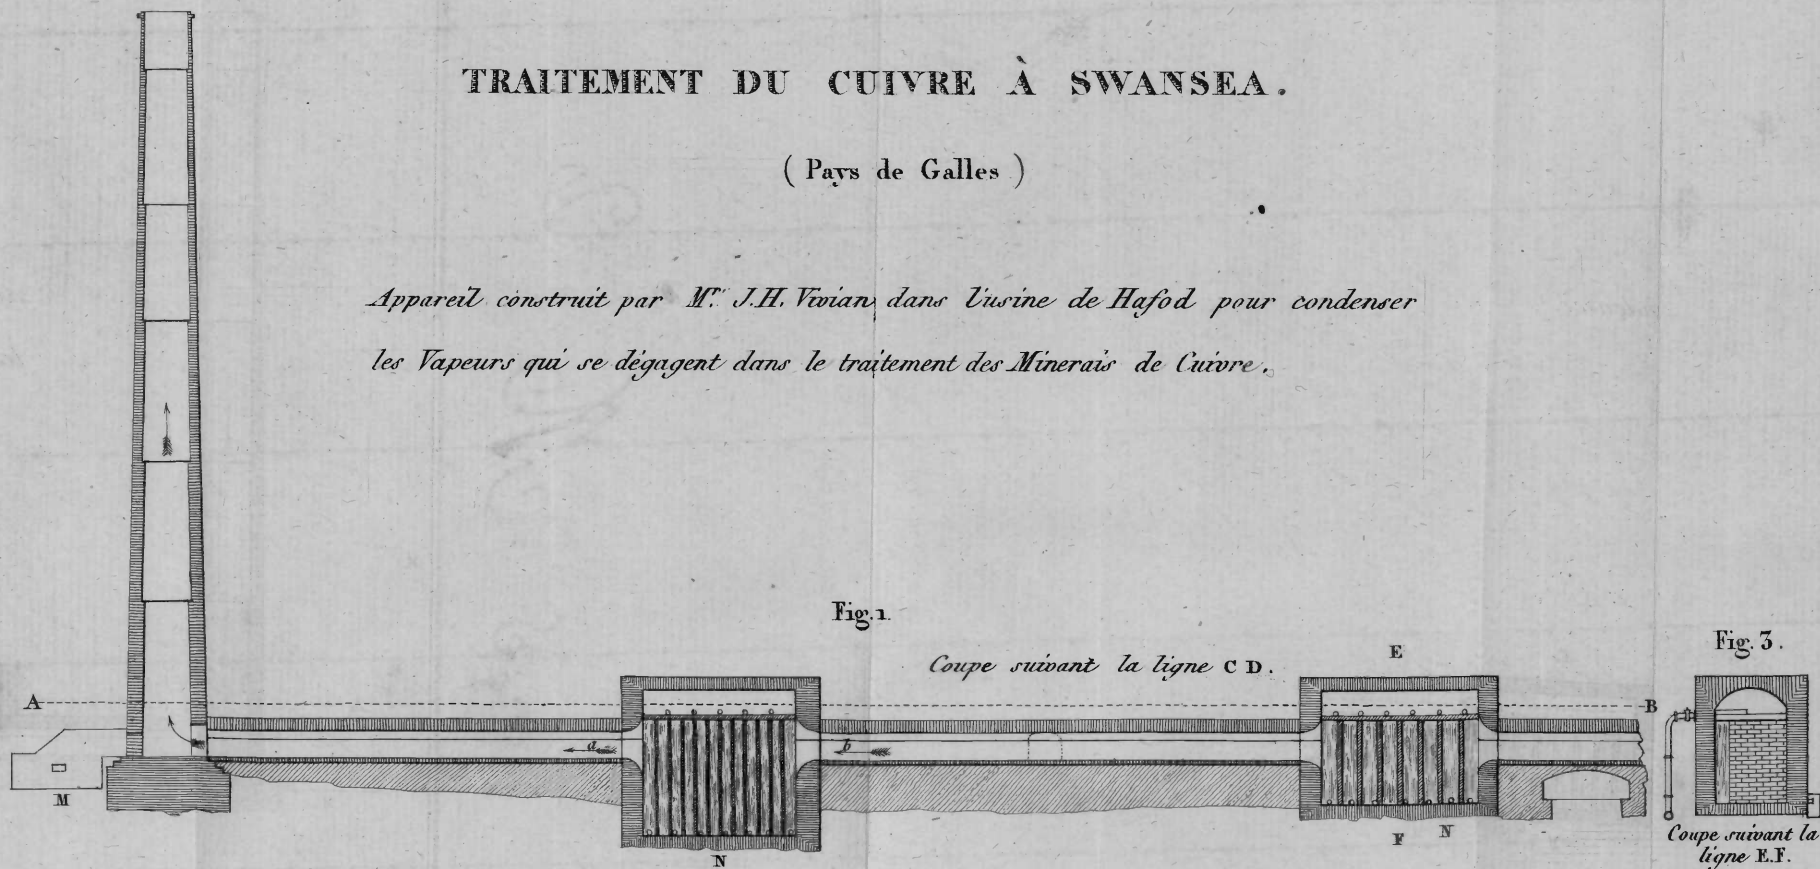 TRAITEMENT DU CUIVRE À SWANSEA.
( Pays de Galles )
Appareil construit par Mr. J.H. Vivian dans l'usine de Hafod pour condenser
les Vapeurs qui se dégagent dans le traitement des Minerais de Cuivre.
Fig. 1.
Coupe suivant la ligne C D.
E
Fig. 3.
A
B
a
b
M
N
F
N
Coupe suivant la
ligne E.F.